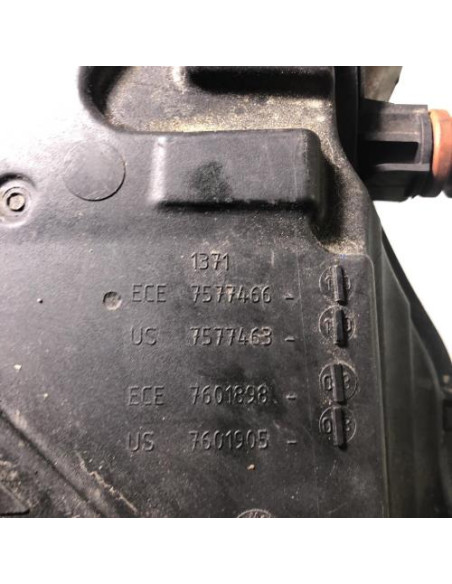 1371
ECE 7577466 -
US 7577463 -
ECE 7601898 -
US 7601905 -